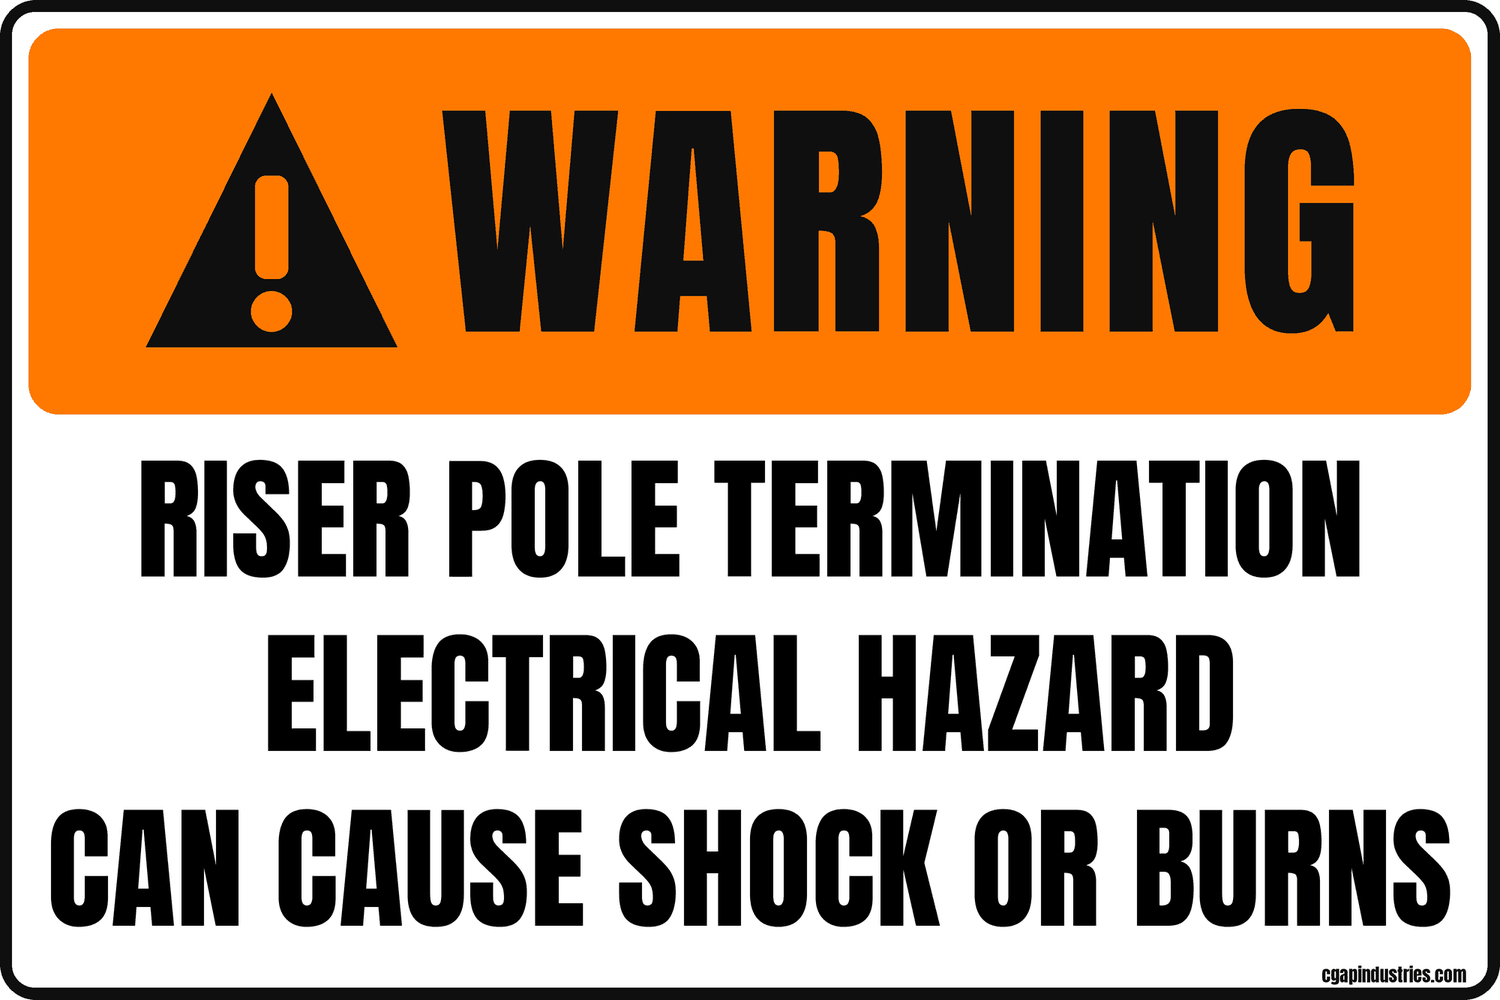 WARNING
RISER POLE TERMINATION
ELECTRICAL HAZARD
CAN CAUSE SHOCK OR BURNS
cgapindustries.com